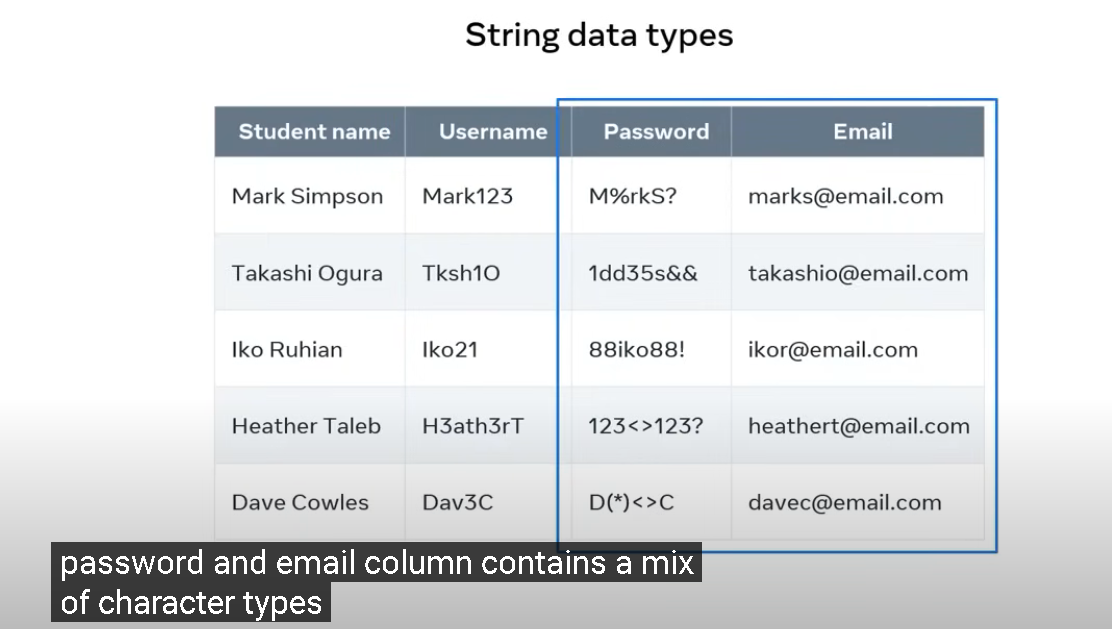 String data types
Student name Username Password Email
Mark Simpson Mark123 M%rkS? marks@email.com
Takashi Ogura Tksh1O 1dd35s&& takashio@email.com
Iko Ruhian Iko21 88iko88! ikor@email.com
Heather Taleb H3ath3rT 123<>123? heathert@email.com
Dave Cowles Dav3C D(*)<>C davec@email.com
password and email column contains a mix
of character types